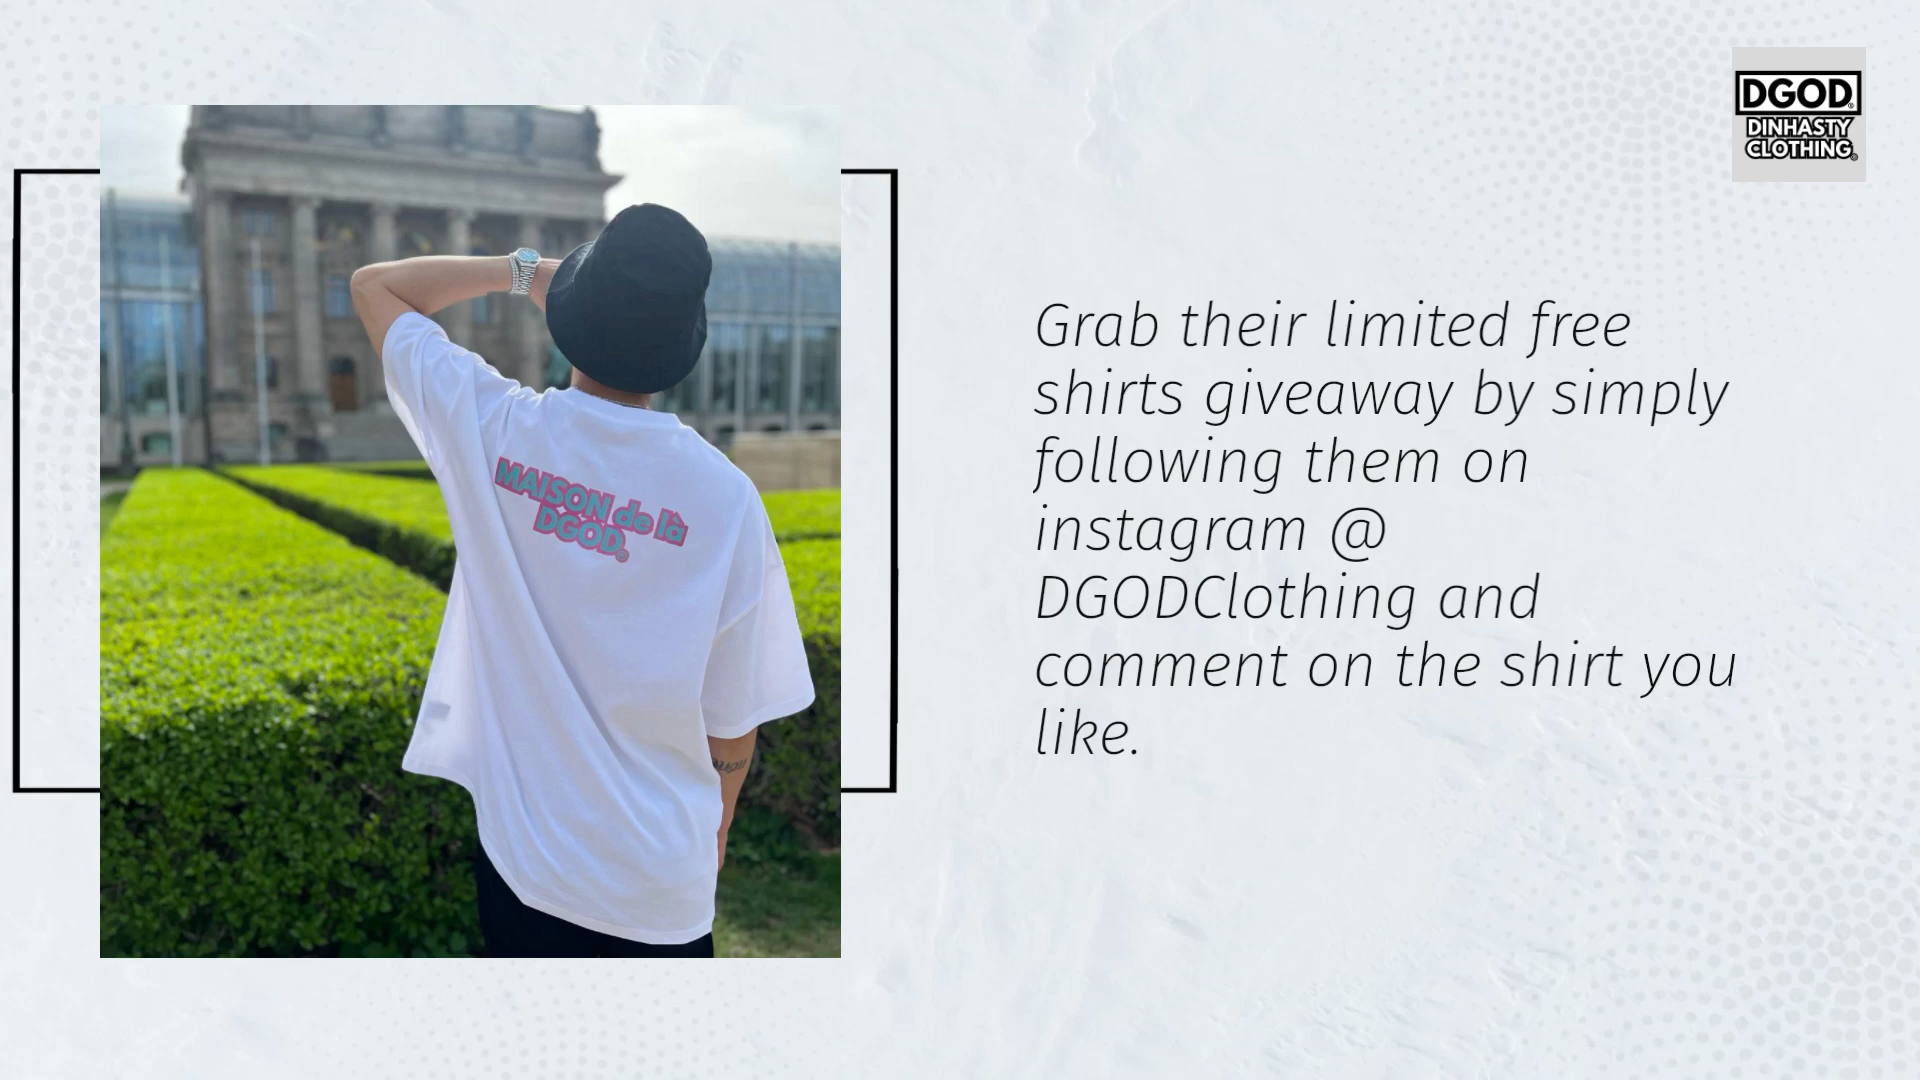 DGOD®
DINHASTY
CLOTHING®
MAISON de là
DGOD®
Grab their limited free
shirts giveaway by simply
following them on
instagram @
DGODClothing and
comment on the shirt you
like.